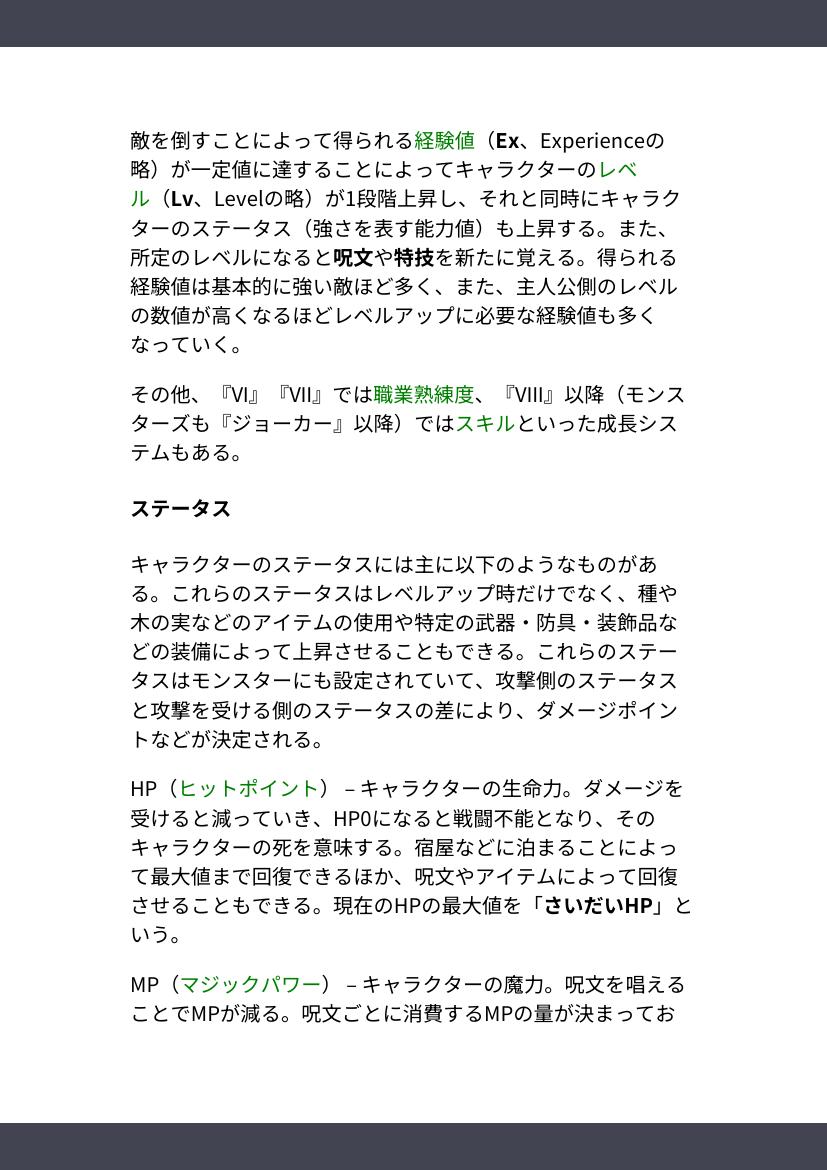 敵を倒すことによって得られる経験値（Ex、Experienceの
略）が一定値に達することによってキャラクターのレベ
ル（Lv、Levelの略）が1段階上昇し、それと同時にキャラク
ターのステータス（強さを表す能力値）も上昇する。また、
所定のレベルになると呪文や特技を新たに覚える。得られる
経験値は基本的に強い敵ほど多く、また、主人公側のレベル
の数値が高くなるほどレベルアップに必要な経験値も多く
なっていく。
その他、『VI』『VII』では職業熟練度、『VIII』以降（モンス
ターズも『ジョーカー』以降）ではスキルといった成長シス
テムもある。
ステータス
キャラクターのステータスには主に以下のようなものがあ
る。これらのステータスはレベルアップ時だけでなく、種や
木の実などのアイテムの使用や特定の武器・防具・装飾品な
どの装備によって上昇させることもできる。これらのステー
タスはモンスターにも設定されていて、攻撃側のステータス
と攻撃を受ける側のステータスの差により、ダメージポイン
トなどが決定される。
HP（ヒットポイント） – キャラクターの生命力。ダメージを
受けると減っていき、HP0になると戦闘不能となり、その
キャラクターの死を意味する。宿屋などに泊まることによっ
て最大値まで回復できるほか、呪文やアイテムによって回復
させることもできる。現在のHPの最大値を「さいだいHP」と
いう。
MP（マジックパワー） – キャラクターの魔力。呪文を唱える
ことでMPが減る。呪文ごとに消費するMPの量が決まってお